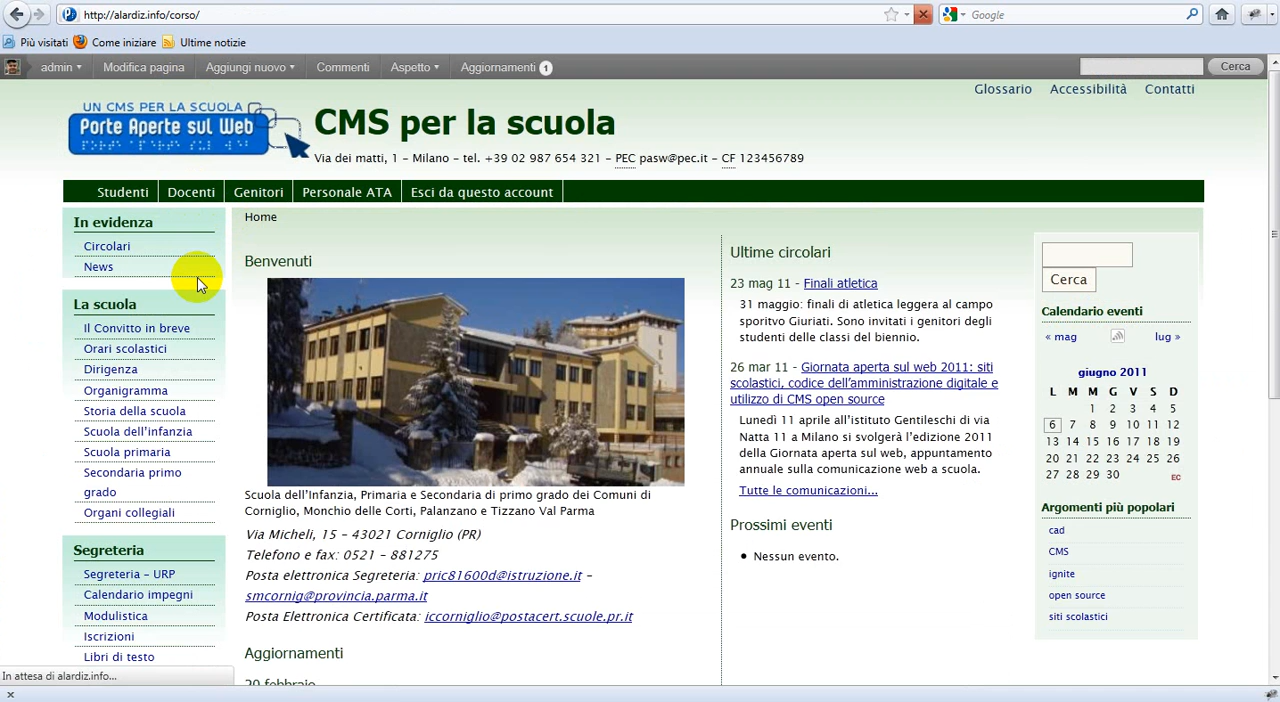 http://alardiz.info/corso/
Google
Più visitati Come iniziare Ultime notizie
admin Modifica pagina Aggiungi nuovo Commenti Aspetto Aggiornamenti 1 Cerca
Glossario Accessibilità Contatti
UN CMS PER LA SCUOLA
Porte Aperte sul Web
CMS per la scuola
Via dei matti, 1 – Milano – tel. +39 02 987 654 321 – PEC pasw@pec.it – CF 123456789
Studenti Docenti Genitori Personale ATA Esci da questo account
In evidenza
Circolari
News
La scuola
Il Convitto in breve
Orari scolastici
Dirigenza
Organigramma
Storia della scuola
Scuola dell'infanzia
Scuola primaria
Secondaria primo
grado
Organi collegiali
Segreteria
Segreteria – URP
Calendario impegni
Modulistica
Iscrizioni
Libri di testo
Home
Benvenuti
Scuola dell'Infanzia, Primaria e Secondaria di primo grado dei Comuni di
Corniglio, Monchio delle Corti, Palanzano e Tizzano Val Parma
Via Micheli, 15 – 43021 Corniglio (PR)
Telefono e fax: 0521 – 881275
Posta elettronica Segreteria: pric81600d@istruzione.it –
smcornig@provincia.parma.it
Posta Elettronica Certificata: iccorniglio@postacert.scuole.pr.it
Aggiornamenti
20 febbraio
Ultime circolari
23 mag 11 - Finali atletica
31 maggio: finali di atletica leggera al campo
sporitvo Giuriati. Sono invitati i genitori degli
studenti delle classi del biennio.
26 mar 11 - Giornata aperta sul web 2011: siti
scolastici, codice dell'amministrazione digitale e
utilizo di CMS open source
Lunedì 11 aprile all'istituto Gentileschi di via
Natta 11 a Milano si svolgerà l'edizione 2011
della Giornata aperta sul web, appuntamento
annuale sulla comunicazione web a scuola.
Tutte le comunicazioni...
Prossimi eventi
Nessun evento.
Cerca
Calendario eventi
« mag lug »
giugno 2011
L M M G V S D
1 2 3 4 5
6 7 8 9 10 11 12
13 14 15 16 17 18 19
20 21 22 23 24 25 26
27 28 29 30 EC
Argomenti più popolari
cad
CMS
ignite
open source
siti scolastici
In attesa di alardiz.info...